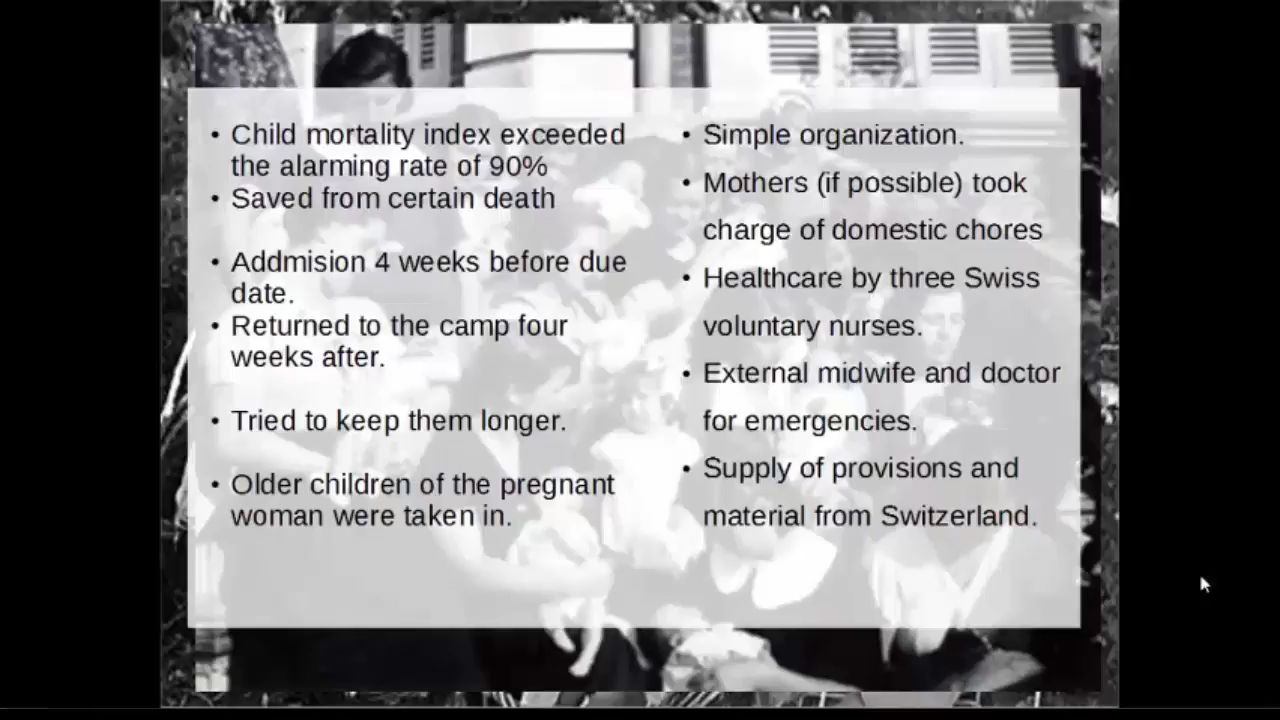 • Child mortality index exceeded
the alarming rate of 90%
• Saved from certain death
• Addmision 4 weeks before due
date.
• Returned to the camp four
weeks after.
• Tried to keep them longer.
• Older children of the pregnant
woman were taken in.
• Simple organization.
• Mothers (if possible) took
charge of domestic chores
• Healthcare by three Swiss
voluntary nurses.
• External midwife and doctor
for emergencies.
• Supply of provisions and
material from Switzerland.